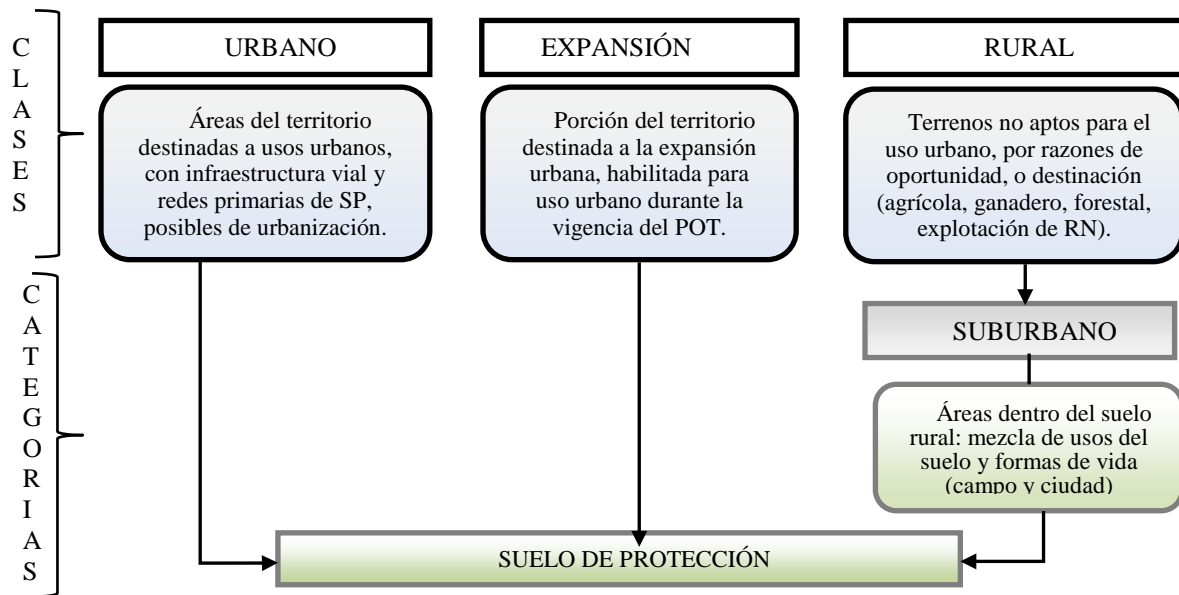 C
L
A
S
E
S
URBANO
Áreas del territorio
destinadas a usos urbanos,
con infraestructura vial y
redes primarias de SP,
posibles de urbanización.
EXPANSIÓN
Porción del territorio
destinada a la expansión
urbana, habilitada para
uso urbano durante la
vigencia del POT.
RURAL
Terrenos no aptos para el
uso urbano, por razones de
oportunidad, o destinación
(agrícola, ganadero, forestal,
explotación de RN).
C
A
T
E
G
O
R
I
A
S
SUBURBANO
Áreas dentro del suelo
rural: mezcla de usos del
suelo y formas de vida
(campo y ciudad)
SUELO DE PROTECCIÓN